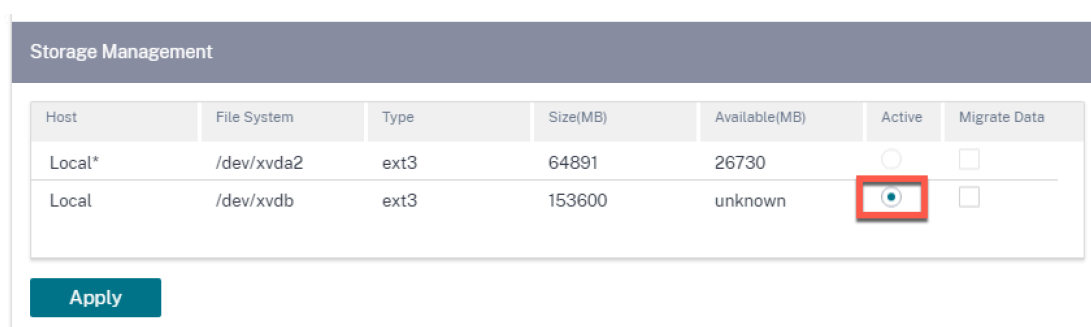 Storage Management
Host File System Type Size(MB) Available(MB) Active Migrate Data
Local* /dev/xvda2 ext3 64891 26730
Local /dev/xvdb ext3 153600 unknown
Apply